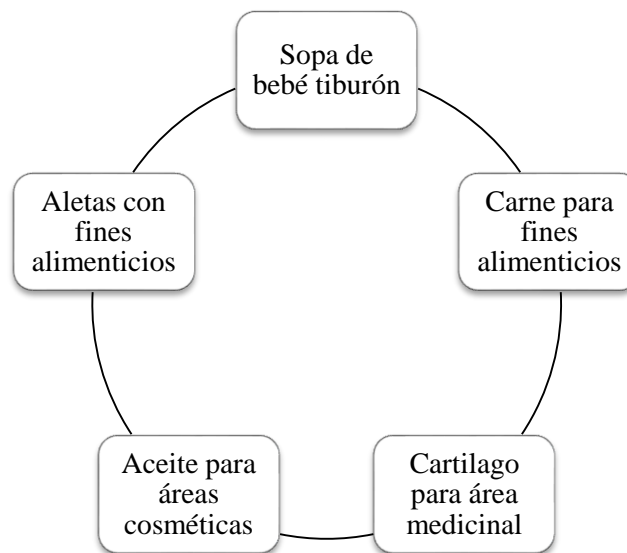 Sopa de
bebé tiburón
Aletas con
fines
alimenticios
Carne para
fines
alimenticios
Aceite para
áreas
cosméticas
Cartilago
para área
medicinal